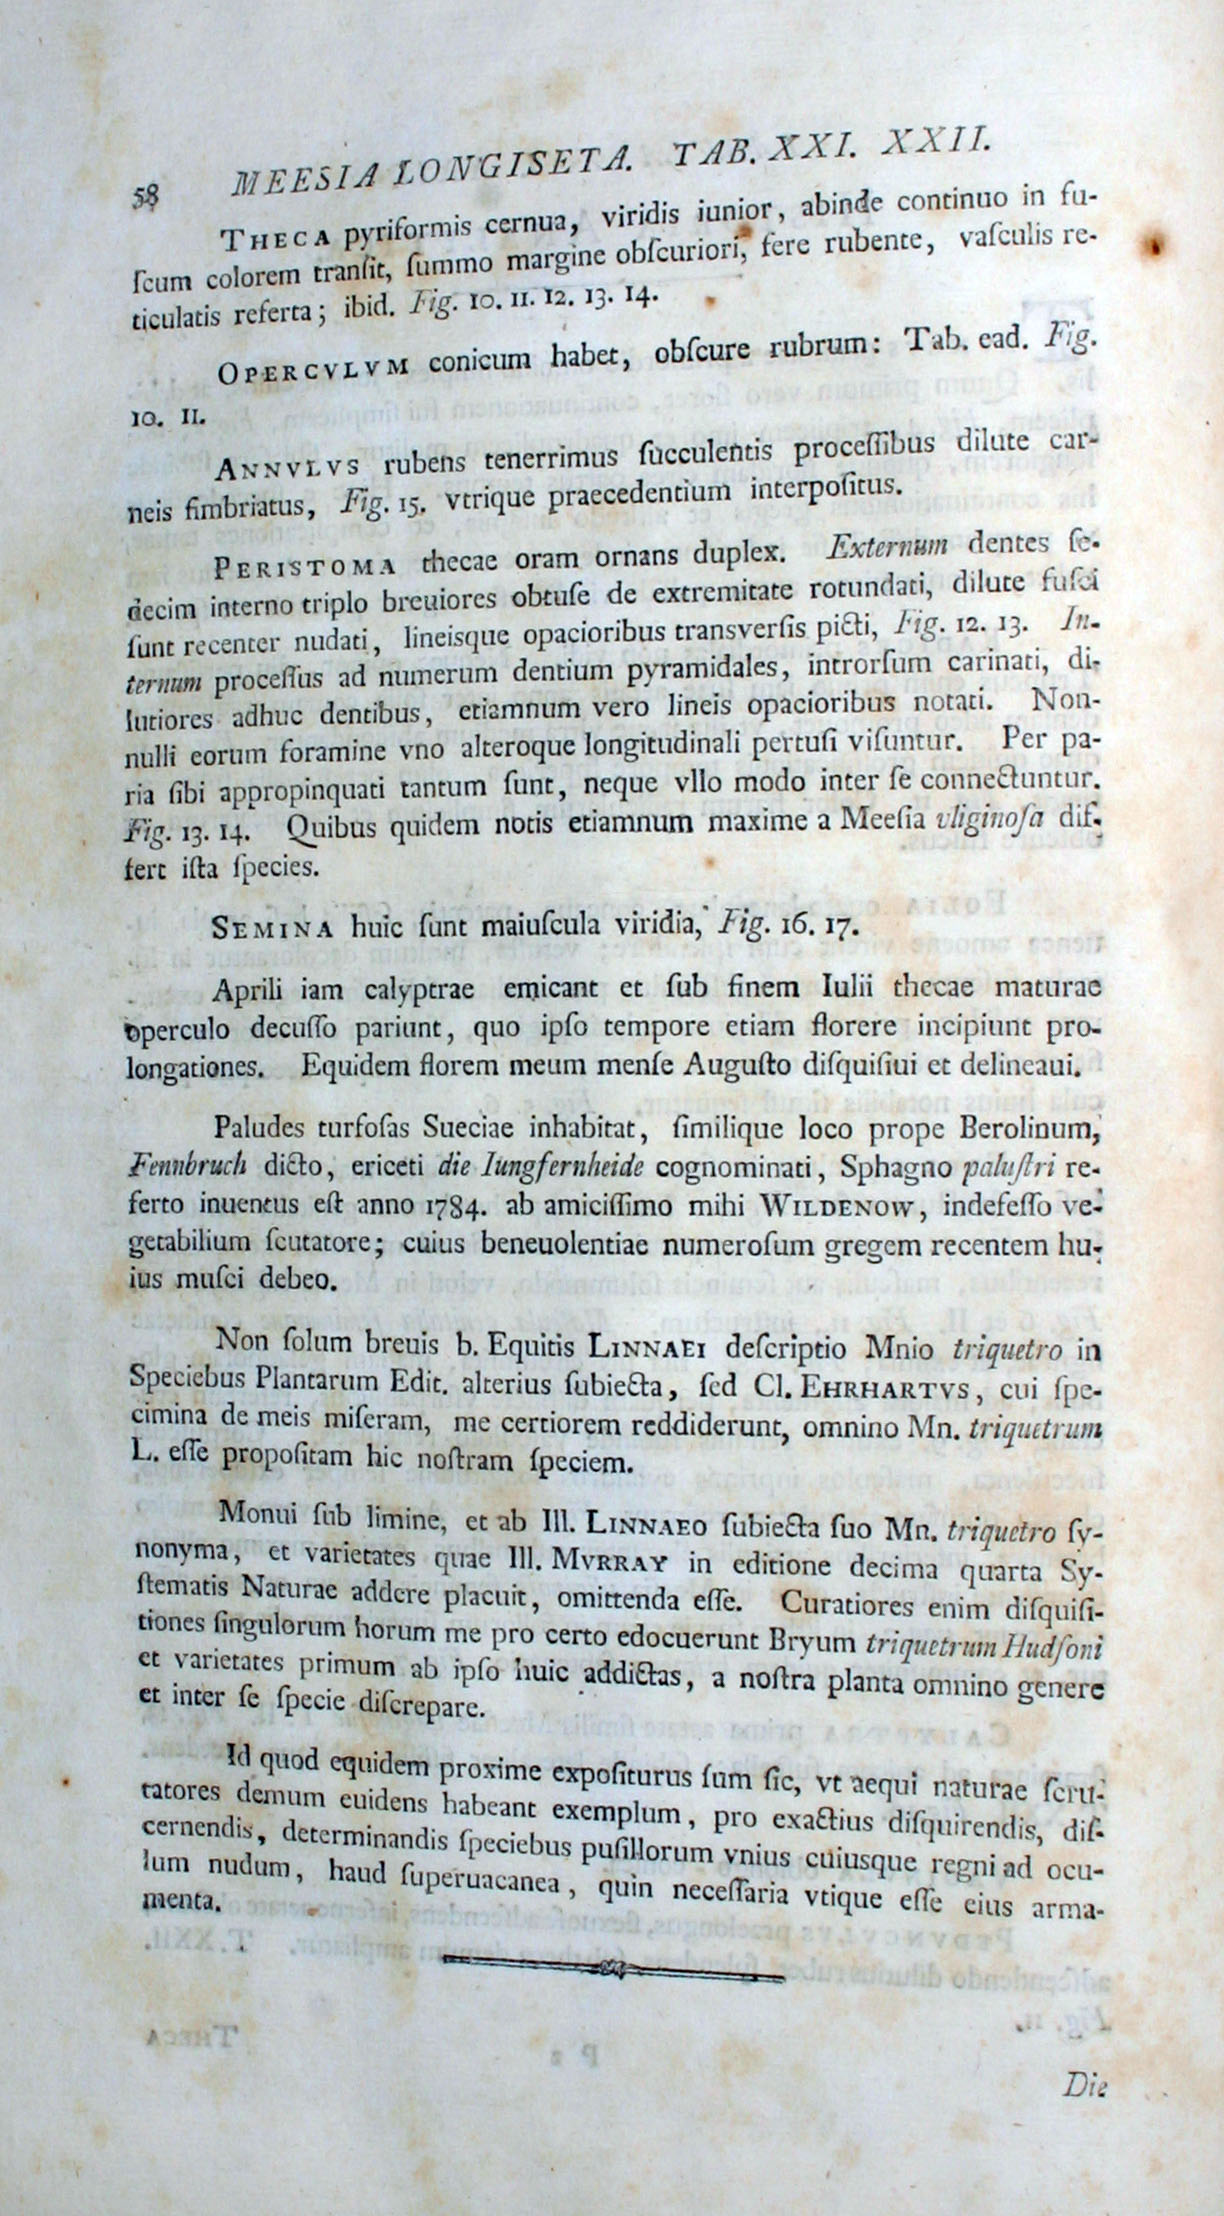 58 MEESIA LONGISETA. TAB. XXI. XXII.
THECA pyriformis cernua, viridis iunior, abinde continuo in fu-
ſcum colorem tranſit, ſummo margine obſcuriori, fere rubente, vaſculis re-
ticulatis referta; ibid. Fig. 10. 11. 12. 13. 14.
OPERCVLVM conicum habet, obſcure rubrum: Tab. ead. Fig.
10. 11.
ANNVLVS rubens tenerrimus ſucculentis proceſſibus dilute car-
neis fimbriatus, Fig. 15. vtrique praecedentium interpoſitus.
PERISTOMA thecae oram ornans duplex. Externum dentes ſe-
decim interno triplo breuiores obtuſe de extremitate rotundati, dilute fuſci
ſunt recenter nudati, lineisque opacioribus transverſis picti, Fig. 12. 13. In-
ternum proceſſus ad numerum dentium pyramidales, introrſum carinati, di-
lutiores adhuc dentibus, etiamnum vero lineis opacioribus notati. Non-
nulli eorum foramine vno alteroque longitudinali pertuſi viſuntur. Per pa-
ria ſibi appropinquati tantum ſunt, neque vllo modo inter ſe connectuntur.
Fig. 13. 14. Quibus quidem notis etiamnum maxime a Meeſia vliginoſa dif-
fert iſta ſpecies.
SEMINA huic ſunt maiuſcula viridia, Fig. 16. 17.
Aprili iam calyptrae emicant et ſub finem Iulii thecae maturae
operculo decuſſo pariunt, quo ipſo tempore etiam florere incipiunt pro-
longationes. Equidem florem meum menſe Auguſto diſquiſiui et delineaui.
Paludes turfoſas Sueciae inhabitat, ſimilique loco prope Berolinum,
Fennbruch dicto, ericeti die Iungfernheide cognominati, Sphagno paluſtri re-
ferto inuentus eſt anno 1784. ab amiciſſimo mihi WILDENOW, indefeſſo ve-
getabilium ſcutatore; cuius beneuolentiae numeroſum gregem recentem hu-
ius muſci debeo.
Non ſolum breuis b. Equitis LINNAEI deſcriptio Mnio triquetro in
Speciebus Plantarum Edit. alterius ſubiecta, ſed Cl. EHRHARTVS, cui ſpe-
cimina de meis miſeram, me certiorem reddiderunt, omnino Mn. triquetrum
L. eſſe propoſitam hic noſtram ſpeciem.
Monui ſub limine, et ab Ill. LINNAEO ſubiecta ſuo Mn. triquetro ſy-
nonyma, et varietates quae Ill. MVRRAY in editione decima quarta Sy-
ſtematis Naturae addere placuit, omittenda eſſe. Curatiores enim diſquiſi-
tiones ſingulorum horum me pro certo edocuerunt Bryum triquetrum Hudſoni
et varietates primum ab ipſo huic addictas, a noſtra planta omnino genere
et inter ſe ſpecie diſcrepare.
Id quod equidem proxime expoſiturus ſum ſic, vt aequi naturae ſcru-
tatores demum euidens habeant exemplum, pro exactius diſquirendis, diſ-
cernendis, determinandis ſpeciebus puſillorum vnius cuiusque regni ad ocu-
lum nudum, haud ſuperuacanea, quin neceſſaria vtique eſſe eius arma-
menta.
Die